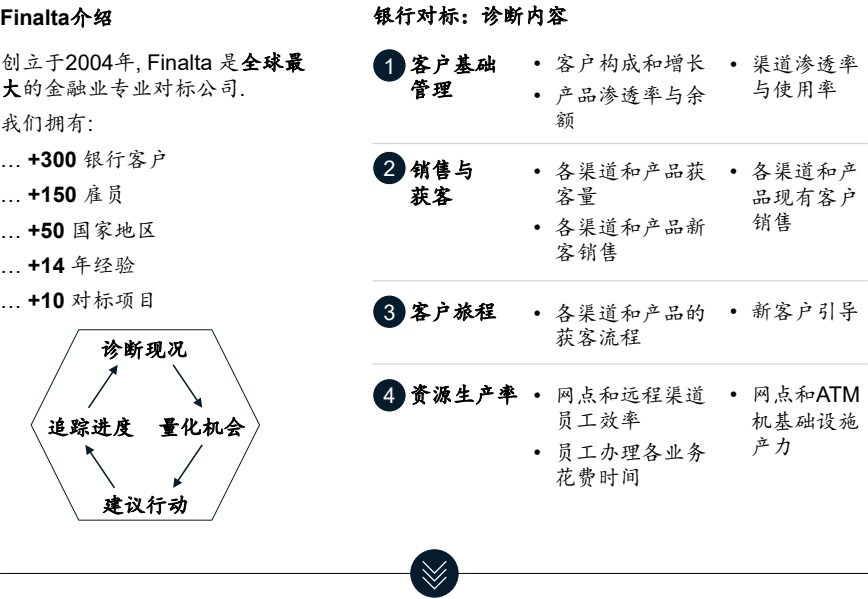 Finalta介绍
创立于2004年, Finalta 是全球最
大的金融业专业对标公司.
我们拥有:
… +300 银行客户
… +150 雇员
… +50 国家地区
… +14 年经验
… +10 对标项目
诊断现况
追踪进度
量化机会
建议行动
银行对标：诊断内容
1 客户基础
管理
• 客户构成和增长
• 产品渗透率与余
额
• 渠道渗透率
与使用率
2 销售与
获客
• 各渠道和产品获
客量
• 各渠道和产品新
客销售
• 各渠道和产
品现有客户
销售
3 客户旅程
• 各渠道和产品的
获客流程
• 新客户引导
4 资源生产率
• 网点和远程渠道
员工效率
• 员工办理各业务
花费时间
• 网点和ATM
机基础设施
产力